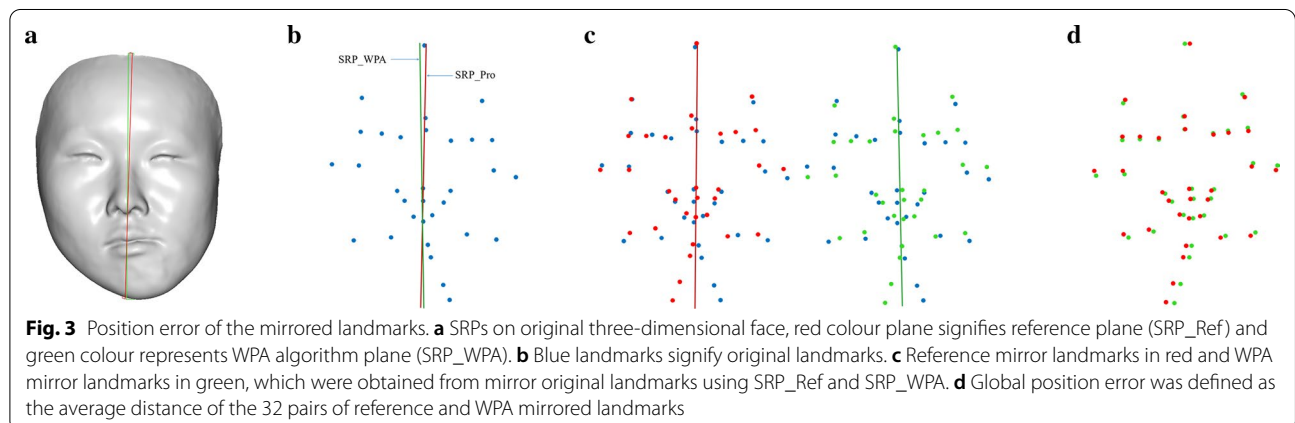 a
b
c
d
SRP_WPA
SRP_Pro
Fig. 3 Position error of the mirrored landmarks. a SRPs on original three-dimensional face, red colour plane signifies reference plane (SRP_Ref) and
green colour represents WPA algorithm plane (SRP_WPA). b Blue landmarks signify original landmarks. c Reference mirror landmarks in red and WPA
mirror landmarks in green, which were obtained from mirror original landmarks using SRP_Ref and SRP_WPA. d Global position error was defined as
the average distance of the 32 pairs of reference and WPA mirrored landmarks